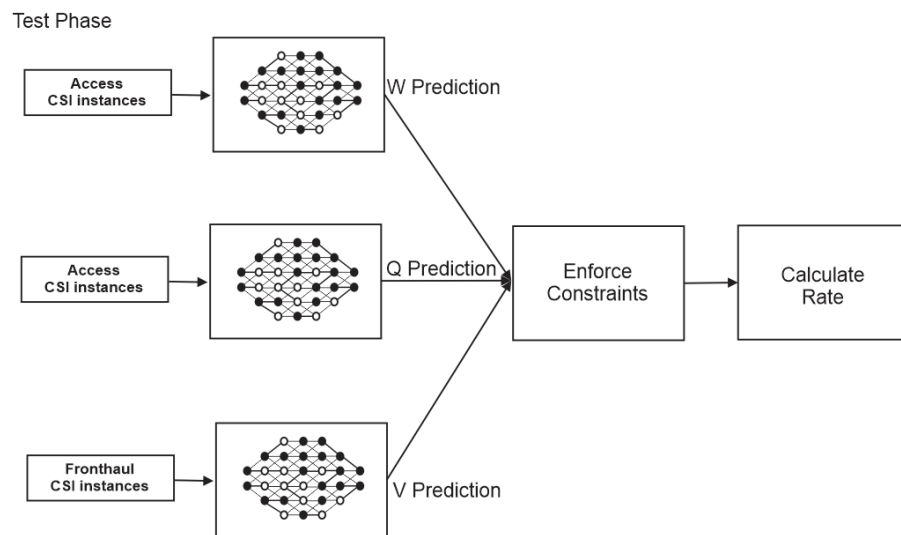 Test Phase
Access
CSI instances
W Prediction
Access
CSI instances
Q Prediction
Enforce
Constraints
Calculate
Rate
Fronthaul
CSI instances
V Prediction